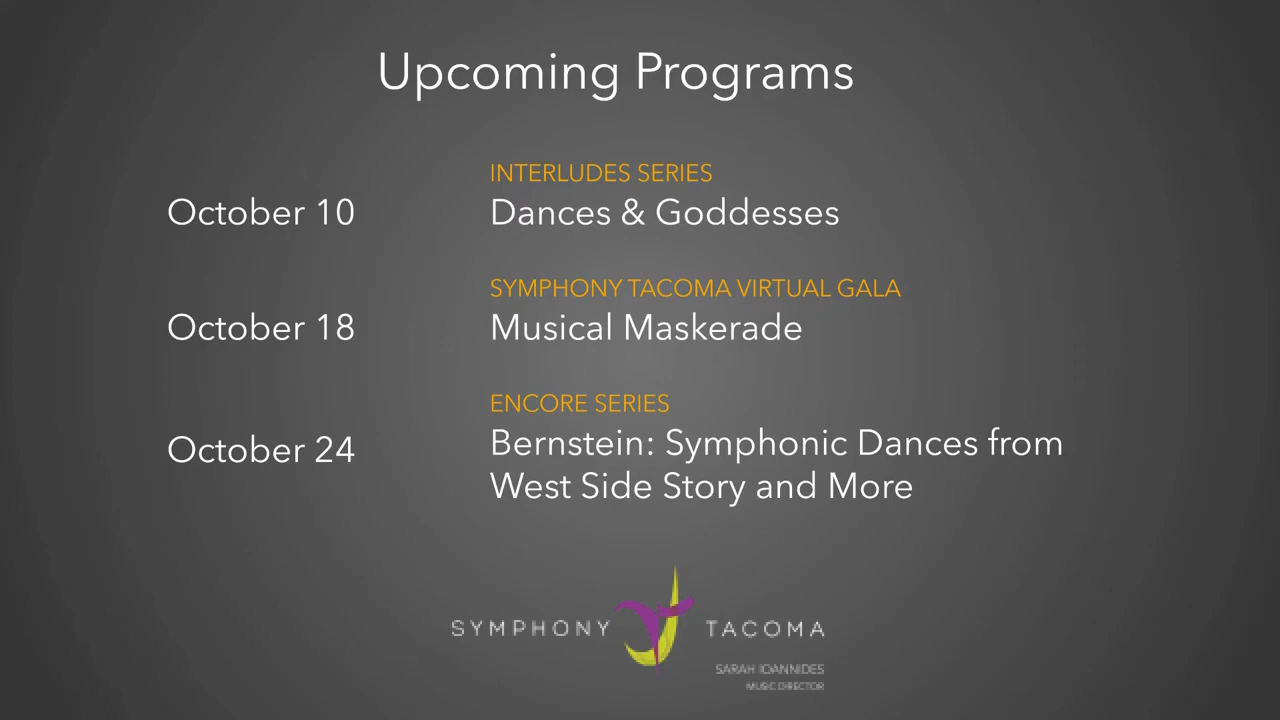 Upcoming Programs
INTERLUDES SERIES
October 10 Dances & Goddesses
SYMPHONY TACOMA VIRTUAL GALA
October 18 Musical Maskerade
ENCORE SERIES
October 24 Bernstein: Symphonic Dances from
West Side Story and More
SYMPHONY TACOMA
SARAH IOANNIDES
MUSIC DIRECTOR